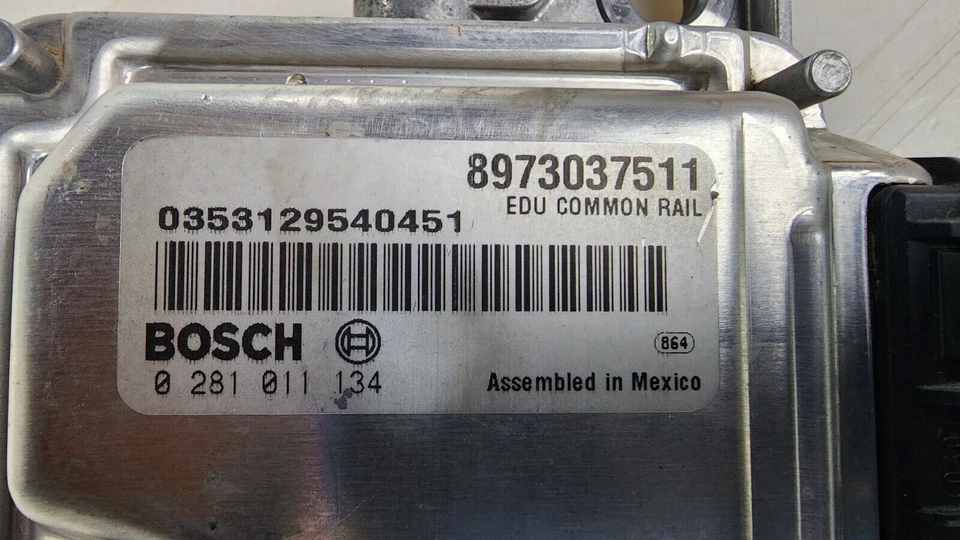 8973037511
EDU COMMON RAIL
0353129540451
BOSCH
864
0 281 011 134
Assembled in Mexico